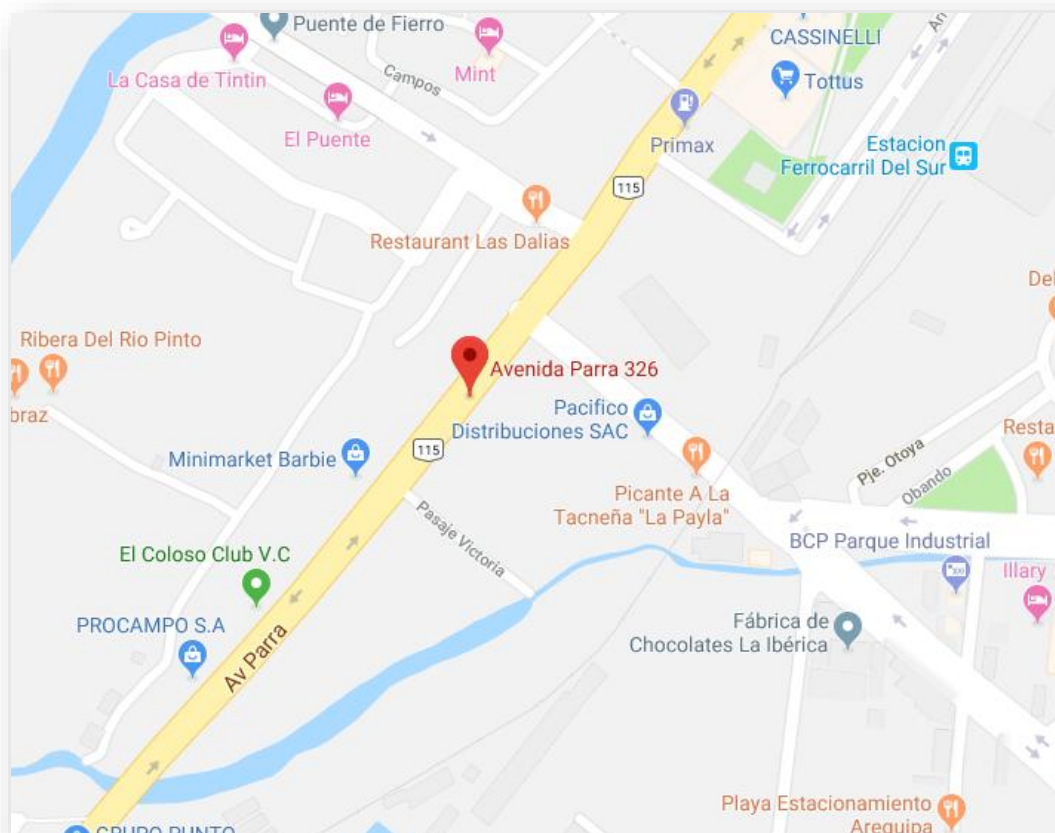 Puente de Fierro
CASSINELLI
An
La Casa de Tintin
Mint
Campos
Tottus
El Puente
Primax
Estacion
Ferrocarril Del Sur
115
Restaurant Las Dalias
Del
Ribera Del Rio Pinto
Avenida Parra 326
braz
Pacifico
Distribuciones SAC
115
Minimarket Barbie
Resta
Pje. Otoya
Obando
Picante A La
Tacneña "La Payla"
Pasaje Victoria
BCP Parque Industrial
El Coloso Club V.C
Illary
PROCAMPO S.A
Fábrica de
Chocolates La Ibérica
Av Parra
Playa Estacionamiento
Arequipa
GRUPO PUNTO